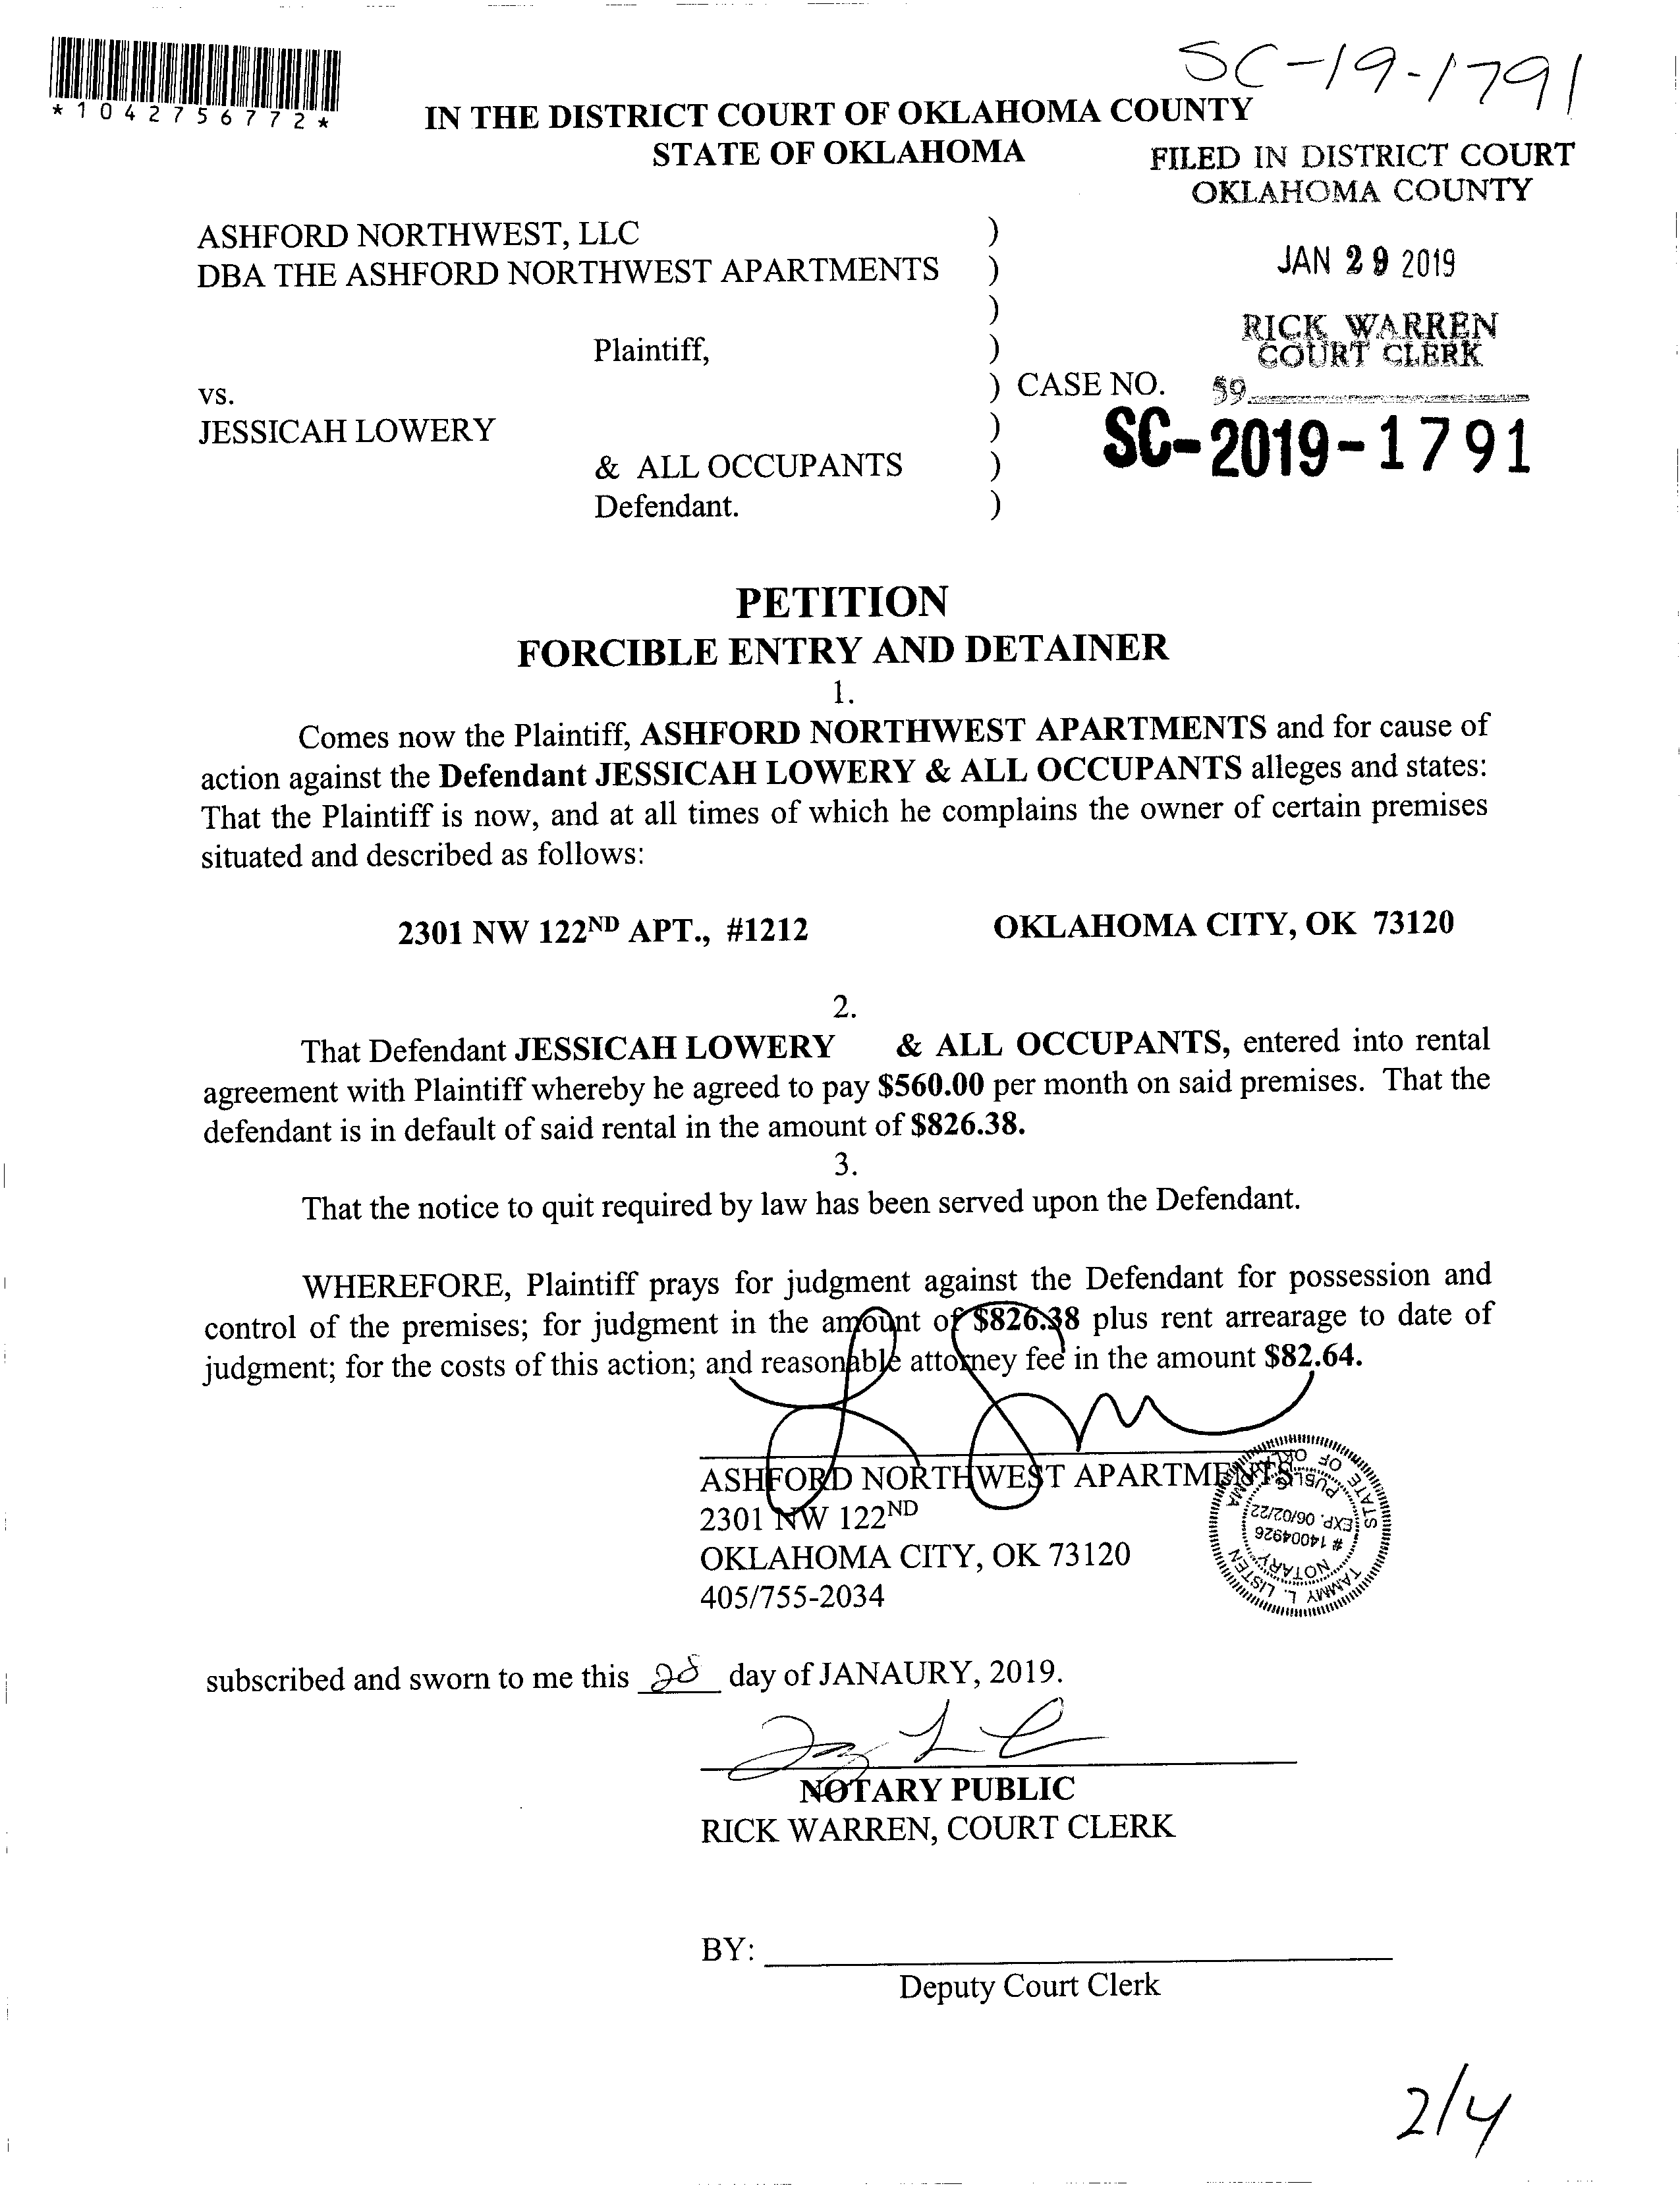 SC-19-1791
*1042756772*
IN THE DISTRICT COURT OF OKLAHOMA COUNTY
STATE OF OKLAHOMA
FILED IN DISTRICT COURT
OKLAHOMA COUNTY
JAN 29 2019
RICK WARREN
COURT CLERK
59
ASHFORD NORTHWEST, LLC )
DBA THE ASHFORD NORTHWEST APARTMENTS )
)
Plaintiff, )
vs. ) CASE NO.
SC-2019-1791
JESSICAH LOWERY )
& ALL OCCUPANTS )
Defendant. )
PETITION
FORCIBLE ENTRY AND DETAINER
1.
Comes now the Plaintiff, ASHFORD NORTHWEST APARTMENTS and for cause of
action against the Defendant JESSICAH LOWERY & ALL OCCUPANTS alleges and states:
That the Plaintiff is now, and at all times of which he complains the owner of certain premises
situated and described as follows:
2301 NW 122ND APT., #1212 OKLAHOMA CITY, OK 73120
2.
That Defendant JESSICAH LOWERY & ALL OCCUPANTS, entered into rental
agreement with Plaintiff whereby he agreed to pay $560.00 per month on said premises. That the
defendant is in default of said rental in the amount of $826.38.
3.
That the notice to quit required by law has been served upon the Defendant.
WHEREFORE, Plaintiff prays for judgment against the Defendant for possession and
control of the premises; for judgment in the amount of $826.38 plus rent arrearage to date of
judgment; for the costs of this action; and reasonable attorney fee in the amount $82.64.
ASHFORD NORTHWEST APARTMENTS
2301 NW 122ND
OKLAHOMA CITY, OK 73120
405/755-2034
TAMMY L. LISTEN
NOTARY
# 14004926
EXP. 06/02/22
PUBLIC
STATE OF OKLAHOMA
subscribed and sworn to me this 28 day of JANAURY, 2019.
NOTARY PUBLIC
RICK WARREN, COURT CLERK
BY:
Deputy Court Clerk
2/4